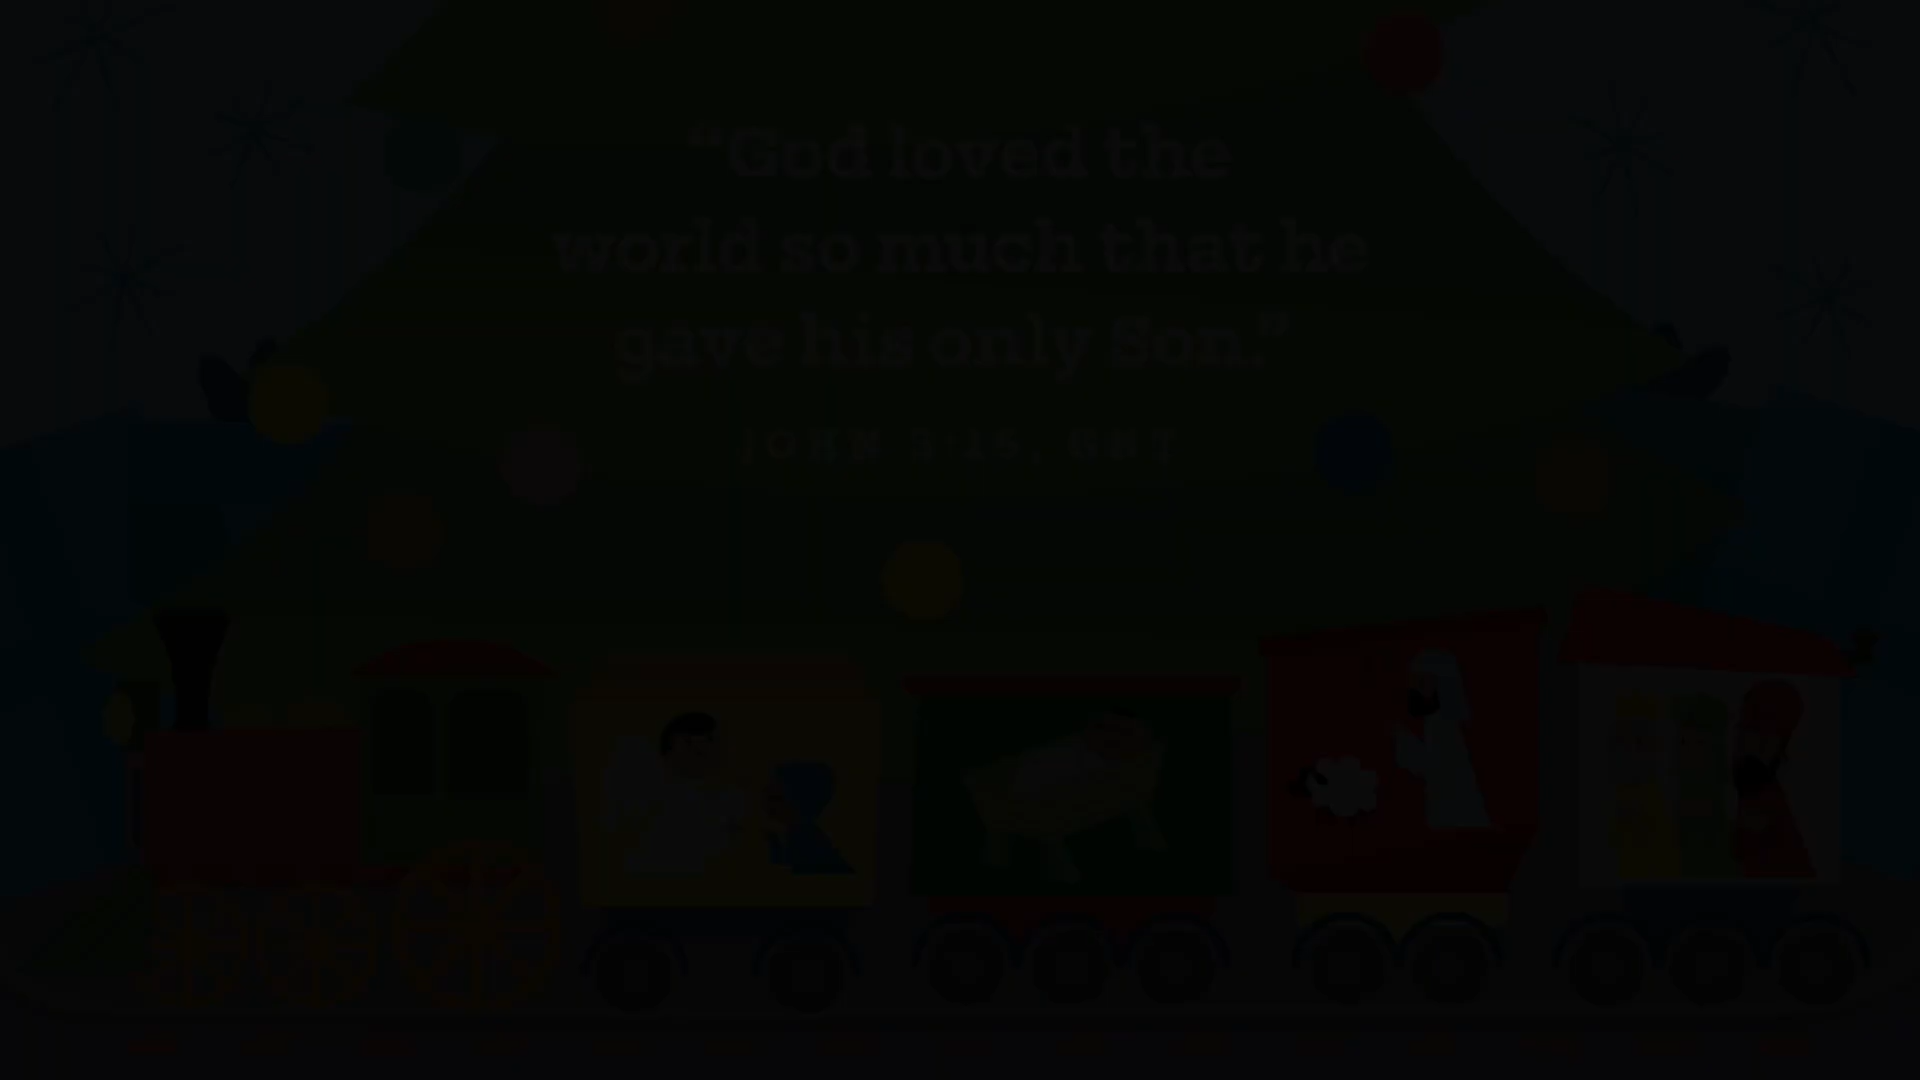 “God loved the
world so much that he
gave his only Son.”
JOHN 3:16, GNT